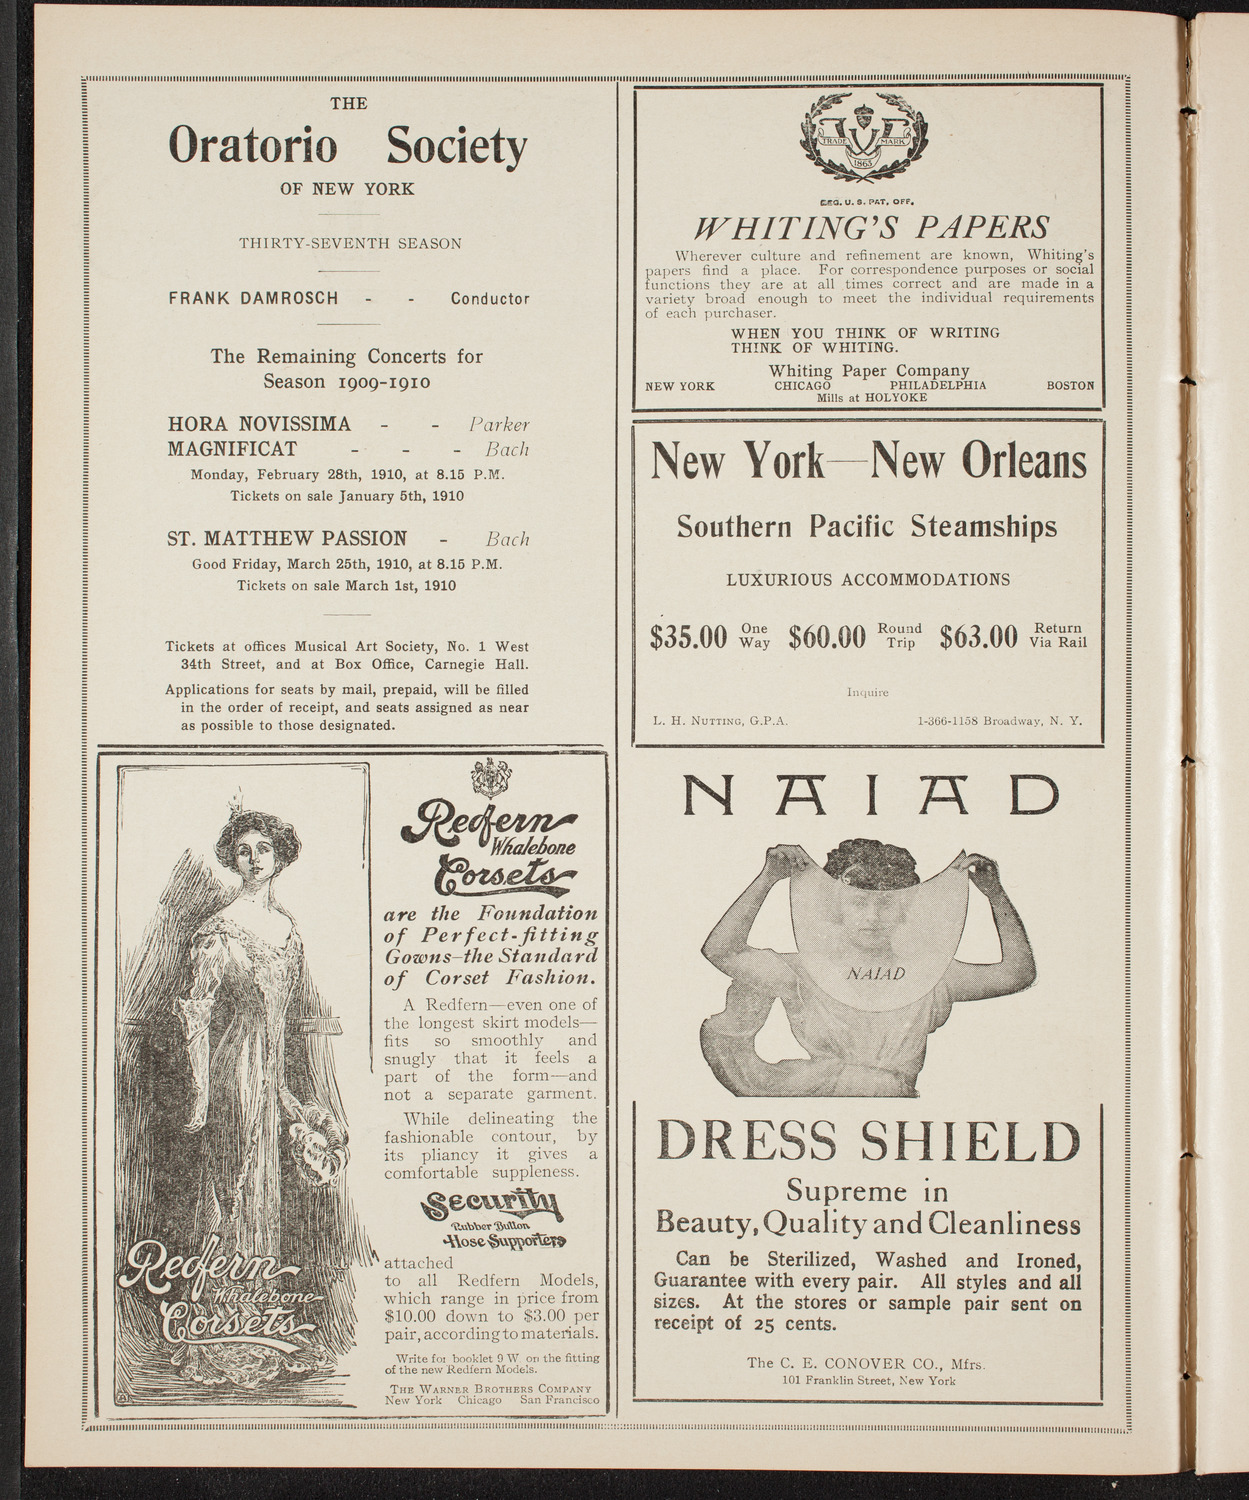 THE
Oratorio Society
OF NEW YORK
THIRTY-SEVENTH SEASON
FRANK DAMROSCH - - Conductor
The Remaining Concerts for
Season 1909-1910
HORA NOVISSIMA - - Parker
MAGNIFICAT - - - Bach
Monday, February 28th, 1910, at 8.15 P.M.
Tickets on sale January 5th, 1910
ST. MATTHEW PASSION - Bach
Good Friday, March 25th, 1910, at 8.15 P.M.
Tickets on sale March 1st, 1910
Tickets at offices Musical Art Society, No. 1 West
34th Street, and at Box Office, Carnegie Hall.
Applications for seats by mail, prepaid, will be filled
in the order of receipt, and seats assigned as near
as possible to those designated.
Redfern
Whalebone
Corsets
are the Foundation
of Perfect-fitting
Gowns—the Standard
of Corset Fashion.
A Redfern—even one of
the longest skirt models—
fits so smoothly and
snugly that it feels a
part of the form—and
not a separate garment.
While delineating the
fashionable contour, by
its pliancy it gives a
comfortable suppleness.
Security
Rubber Button
Hose Supporters
attached
to all Redfern Models,
which range in price from
$10.00 down to $3.00 per
pair, according to materials.
Write for booklet 9 W on the fitting
of the new Redfern Models.
THE WARNER BROTHERS COMPANY
New York Chicago San Francisco
Redfern
Whalebone
Corsets
TRADE MARK
1865
REG. U. S. PAT. OFF.
WHITING'S PAPERS
Wherever culture and refinement are known, Whiting's
papers find a place. For correspondence purposes or social
functions they are at all times correct and are made in a
variety broad enough to meet the individual requirements
of each purchaser.
WHEN YOU THINK OF WRITING
THINK OF WHITING.
Whiting Paper Company
NEW YORK CHICAGO PHILADELPHIA BOSTON
Mills at HOLYOKE
New York—New Orleans
Southern Pacific Steamships
LUXURIOUS ACCOMMODATIONS
$35.00 One Way $60.00 Round Trip $63.00 Return Via Rail
Inquire
L. H. NUTTING, G.P.A. 1-366-1158 Broadway, N. Y.
NAIAD
NAIAD
DRESS SHIELD
Supreme in
Beauty, Quality and Cleanliness
Can be Sterilized, Washed and Ironed,
Guarantee with every pair. All styles and all
sizes. At the stores or sample pair sent on
receipt of 25 cents.
The C. E. CONOVER CO., Mfrs.
101 Franklin Street, New York